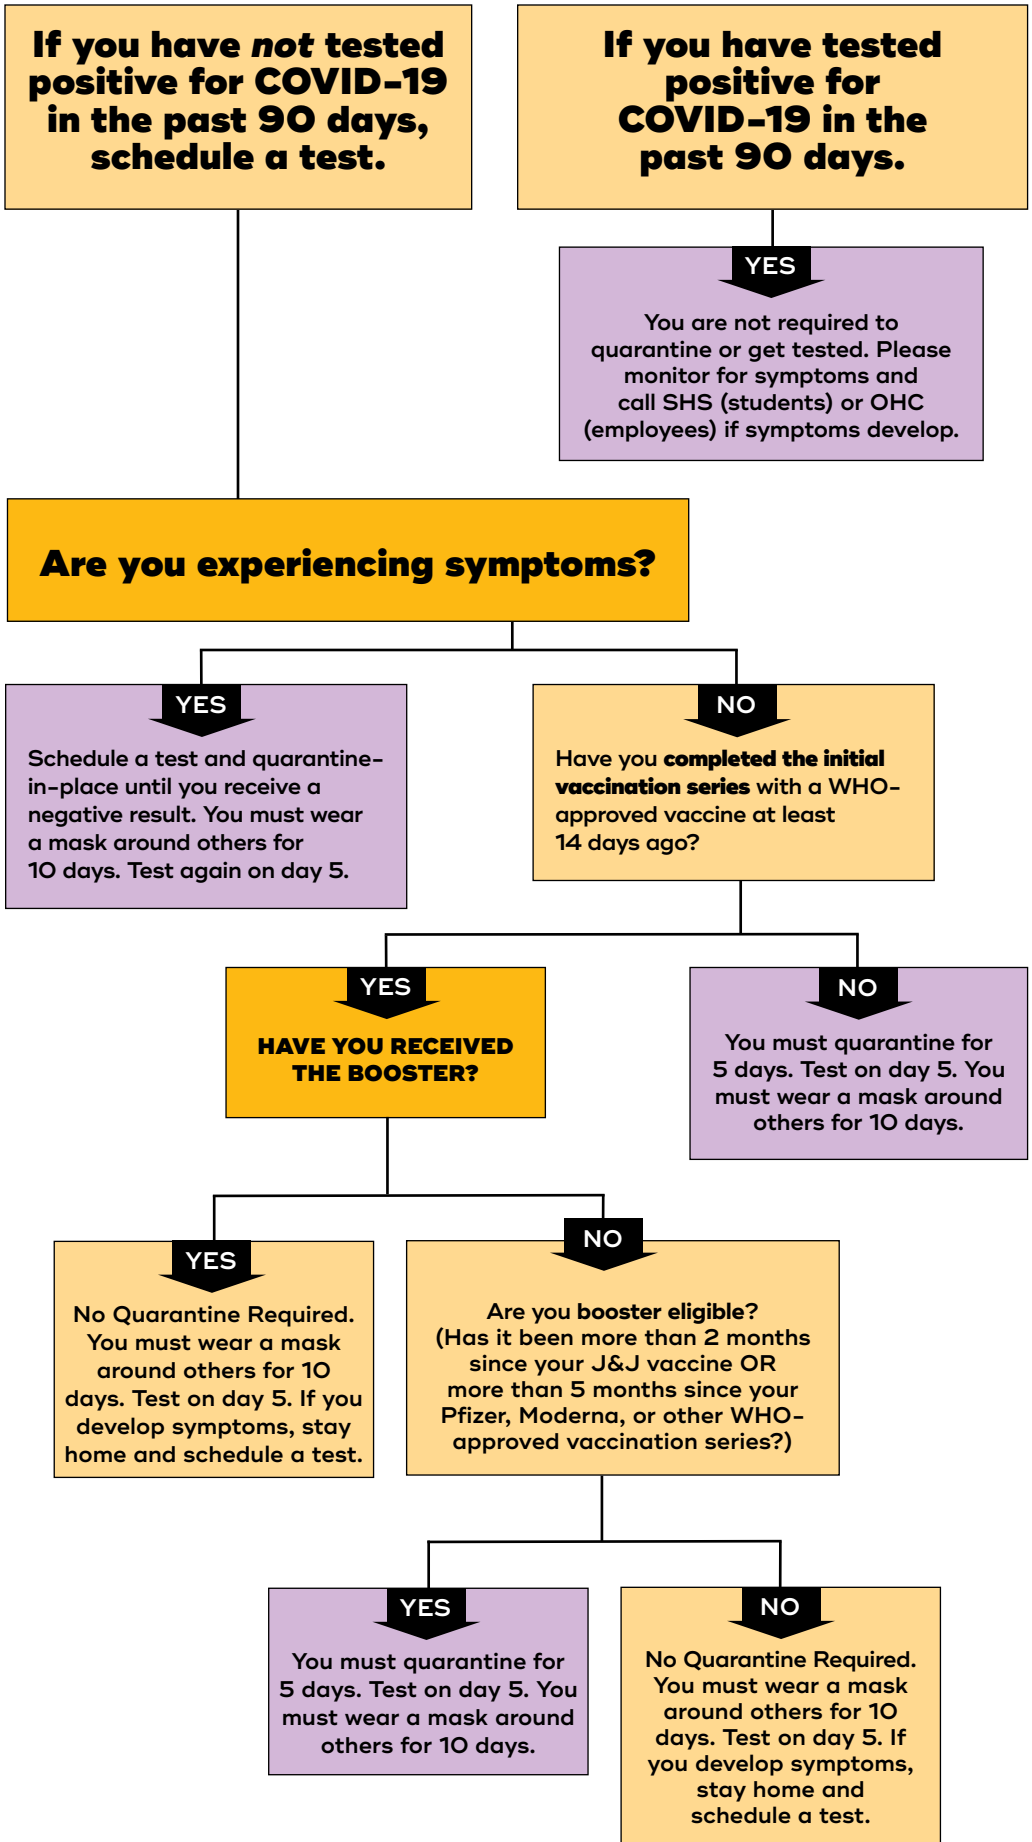 If you have not tested
positive for COVID-19
in the past 90 days,
schedule a test.
If you have tested
positive for
COVID-19 in the
past 90 days.
YES
You are not required to
quarantine or get tested. Please
monitor for symptoms and
call SHS (students) or OHC
(employees) if symptoms develop.
Are you experiencing symptoms?
YES
Schedule a test and quarantine-
in-place until you receive a
negative result. You must wear
a mask around others for
10 days. Test again on day 5.
NO
Have you completed the initial
vaccination series with a WHO-
approved vaccine at least
14 days ago?
YES
HAVE YOU RECEIVED
THE BOOSTER?
NO
You must quarantine for
5 days. Test on day 5. You
must wear a mask around
others for 10 days.
YES
No Quarantine Required.
You must wear a mask
around others for 10
days. Test on day 5. If you
develop symptoms, stay
home and schedule a test.
NO
Are you booster eligible?
(Has it been more than 2 months
since your J&J vaccine OR
more than 5 months since your
Pfizer, Moderna, or other WHO-
approved vaccination series?)
YES
You must quarantine for
5 days. Test on day 5. You
must wear a mask around
others for 10 days.
NO
No Quarantine Required.
You must wear a mask
around others for 10
days. Test on day 5. If
you develop symptoms,
stay home and
schedule a test.